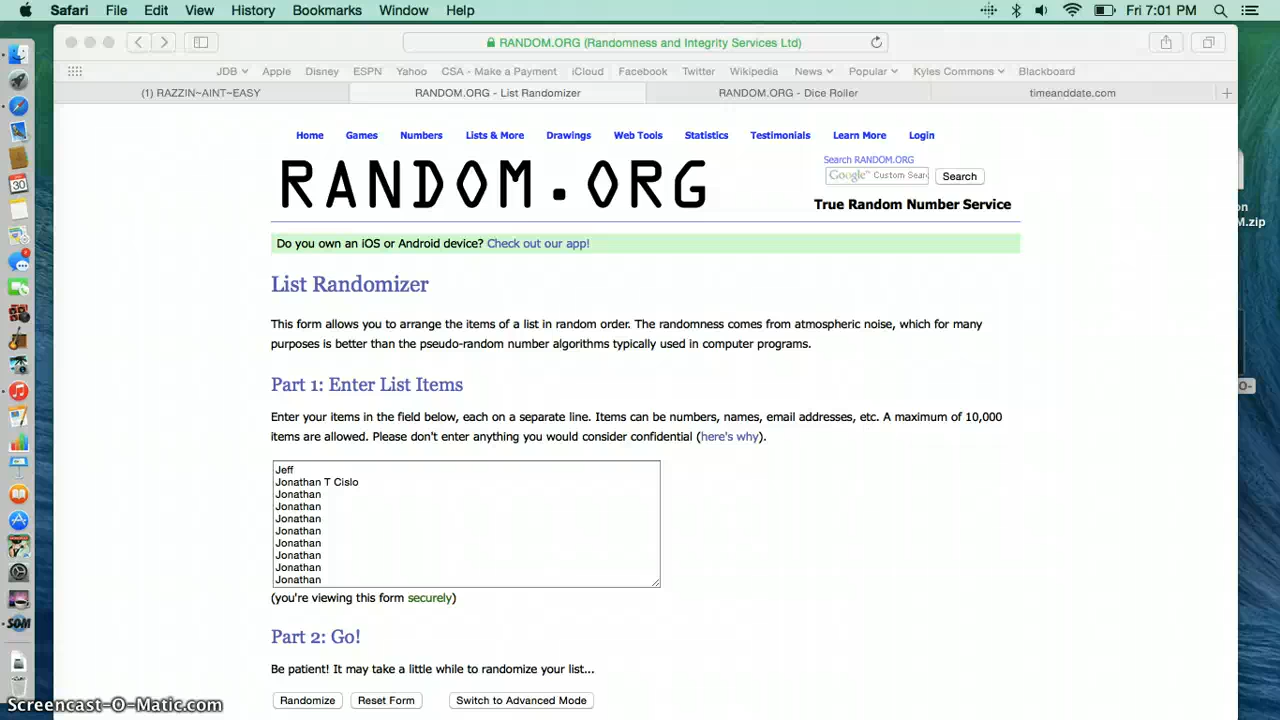 Safari File Edit View History Bookmarks Window Help Fri 7:01 PM
RANDOM.ORG (Randomness and Integrity Services Ltd)
JDB Apple Disney ESPN Yahoo CSA - Make a Payment iCloud Facebook Twitter Wikipedia News Popular Kyles Commons Blackboard
(1) RAZZIN~AINT~EASY RANDOM.ORG - List Randomizer RANDOM.ORG - Dice Roller timeanddate.com
Home Games Numbers Lists & More Drawings Web Tools Statistics Testimonials Learn More Login
Search RANDOM.ORG
RANDOM.ORG
Google™ Custom Sear Search
True Random Number Service
on
M.zip
Do you own an iOS or Android device? Check out our app!
List Randomizer
This form allows you to arrange the items of a list in random order. The randomness comes from atmospheric noise, which for many
purposes is better than the pseudo-random number algorithms typically used in computer programs.
Part 1: Enter List Items
Enter your items in the field below, each on a separate line. Items can be numbers, names, email addresses, etc. A maximum of 10,000
items are allowed. Please don't enter anything you would consider confidential (here's why).
Jeff
Jonathan T Cislo
Jonathan
Jonathan
Jonathan
Jonathan
Jonathan
Jonathan
Jonathan
Jonathan
(you're viewing this form securely)
Part 2: Go!
Be patient! It may take a little while to randomize your list...
Randomize Reset Form Switch to Advanced Mode
30
SOM
Screencast-O-Matic.com